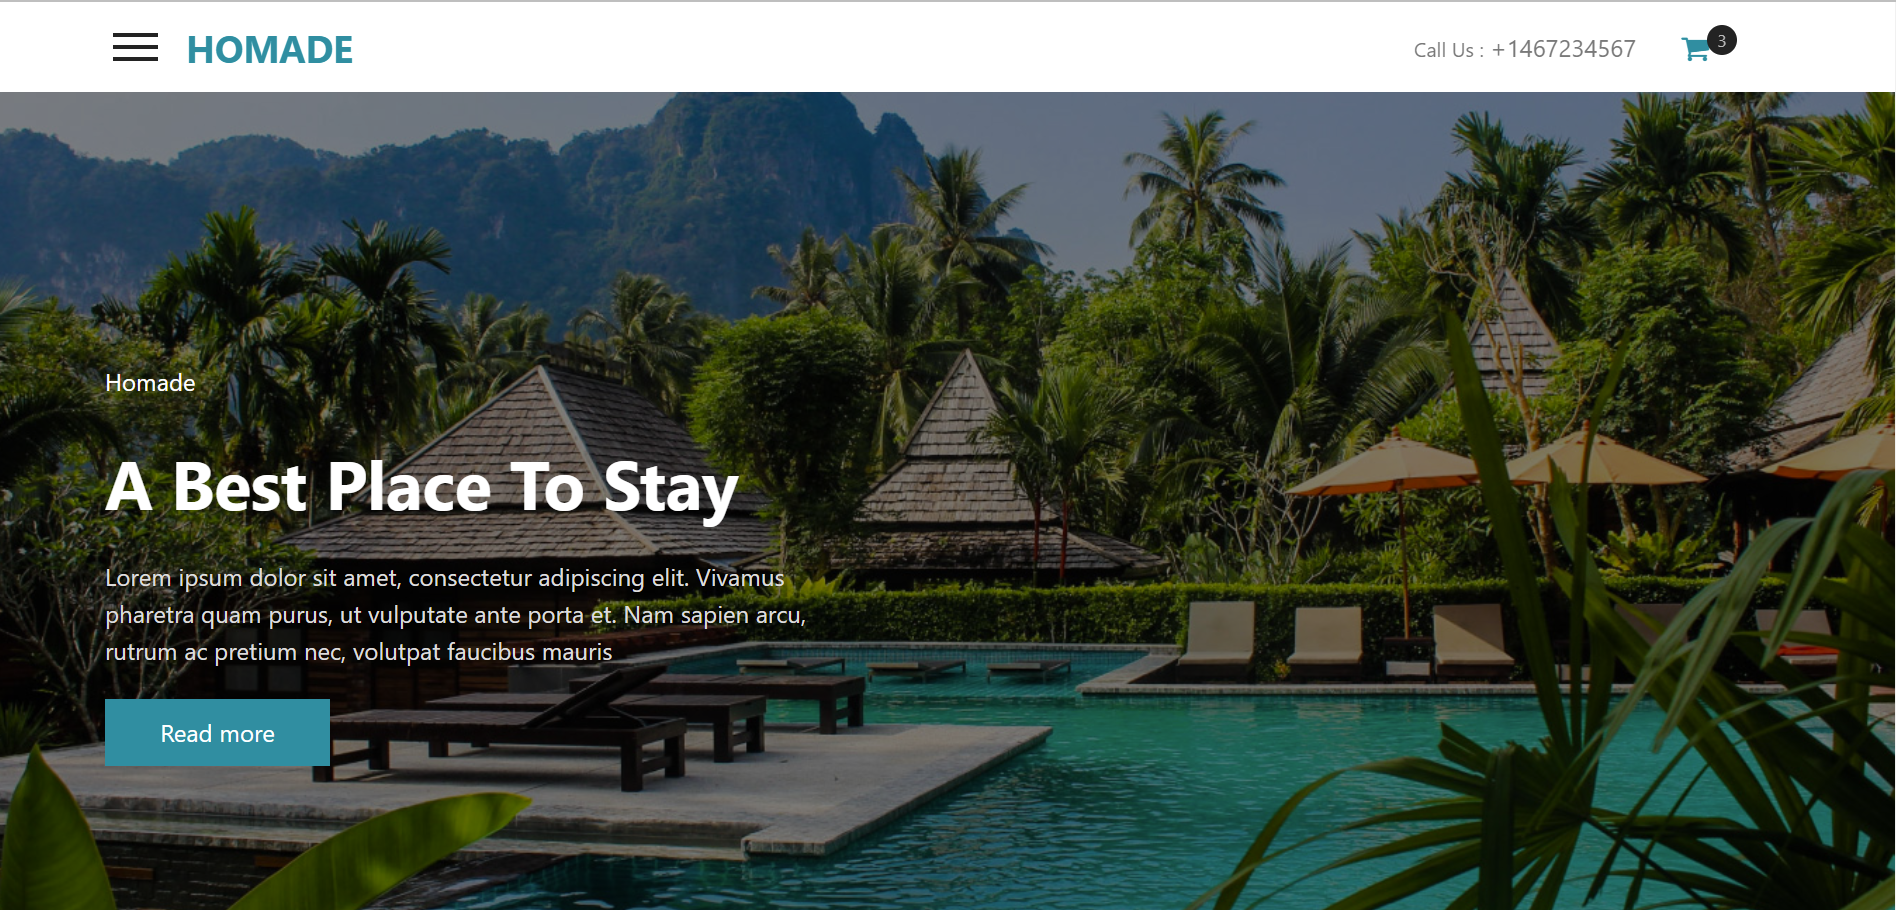 HOMADE
Call Us : +1467234567
3
Homade
A Best Place To Stay
Lorem ipsum dolor sit amet, consectetur adipiscing elit. Vivamus
pharetra quam purus, ut vulputate ante porta et. Nam sapien arcu,
rutrum ac pretium nec, volutpat faucibus mauris
Read more